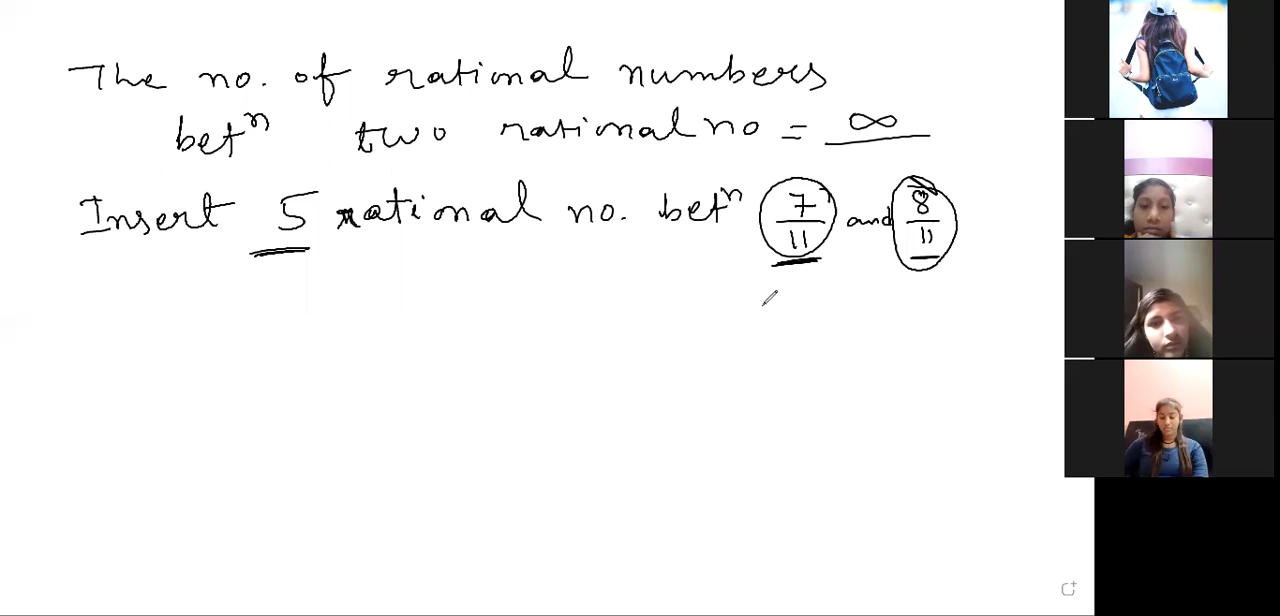 The no. of rational numbers
betⁿ two rational no = ∞
Insert 5 rational no. betⁿ 7/11 and 8/11